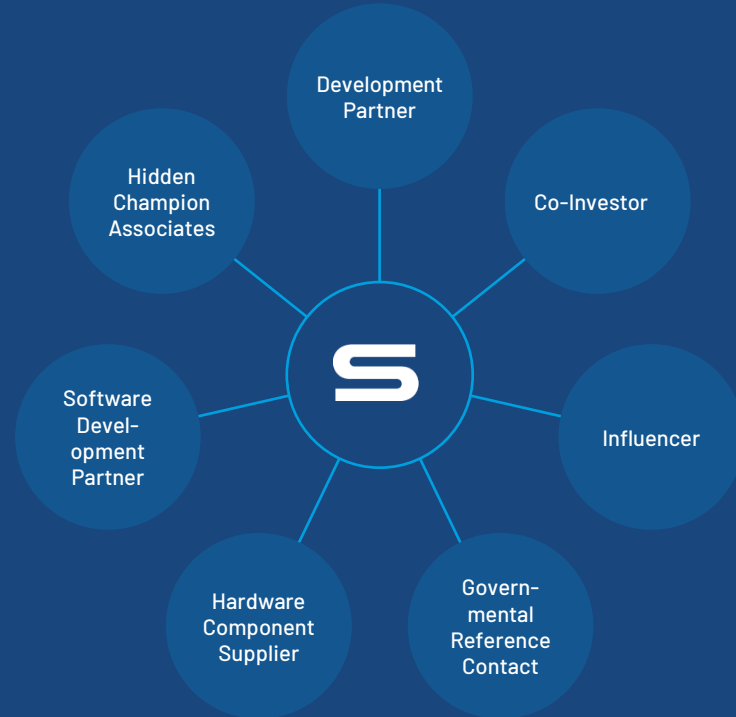 Development
Partner
Hidden
Champion
Associates
Co-Investor
Software
Devel-
opment
Partner
Influencer
Hardware
Component
Supplier
Govern-
mental
Reference
Contact
S